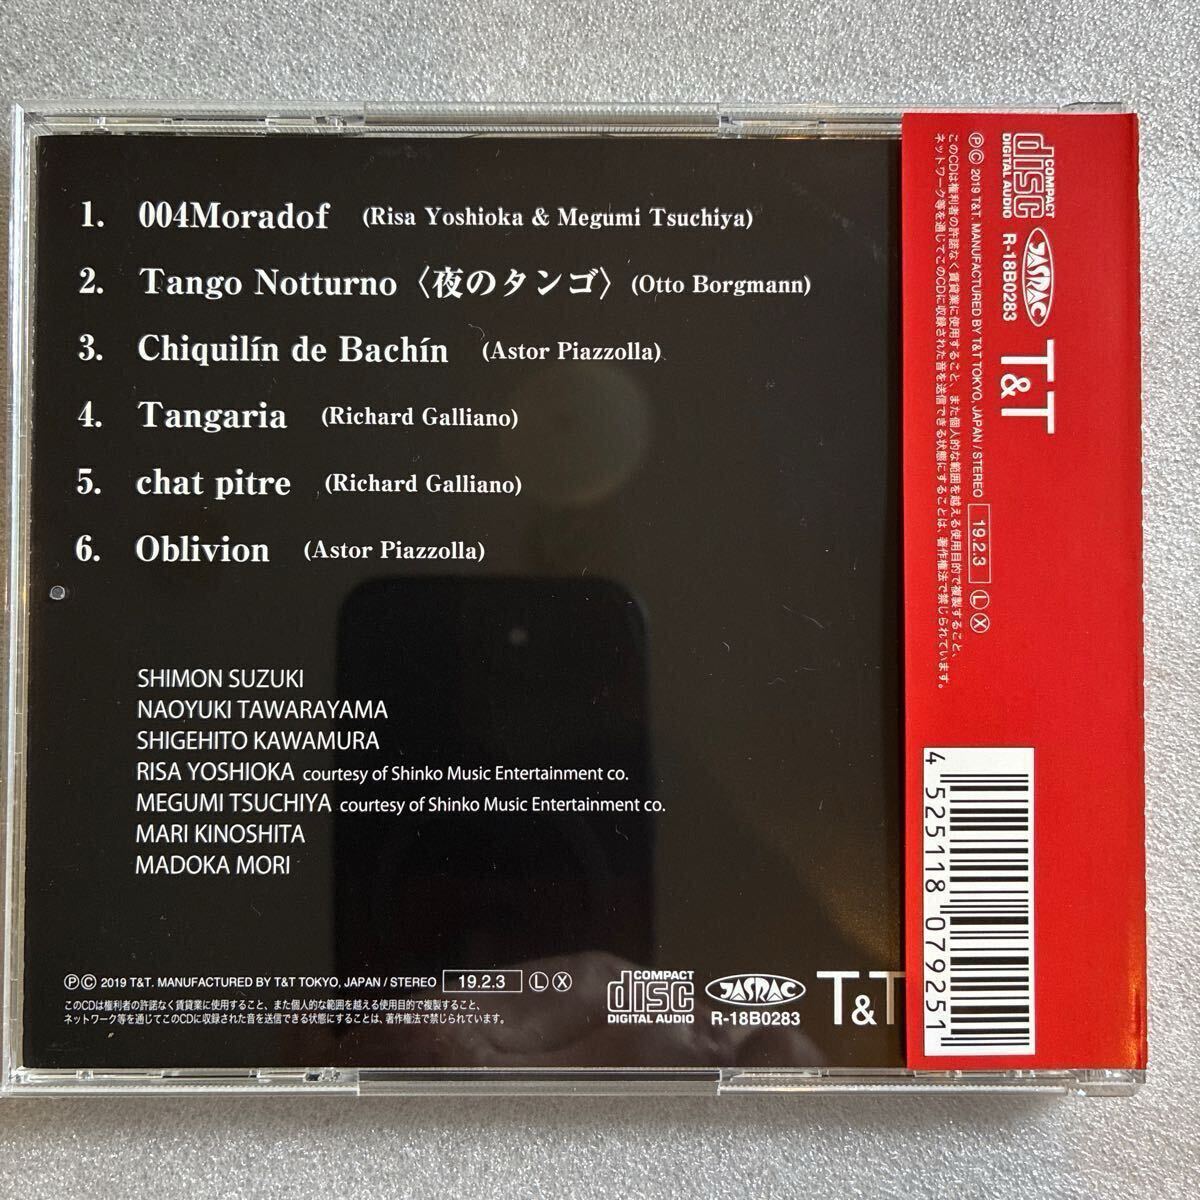 1. 004Moradof (Risa Yoshioka & Megumi Tsuchiya)
2. Tango Notturno〈夜のタンゴ〉(Otto Borgmann)
3. Chiquilín de Bachín (Astor Piazzolla)
4. Tangaria (Richard Galliano)
5. chat pitre (Richard Galliano)
6. Oblivion (Astor Piazzolla)
SHIMON SUZUKI
NAOYUKI TAWARAYAMA
SHIGEHITO KAWAMURA
RISA YOSHIOKA courtesy of Shinko Music Entertainment co.
MEGUMI TSUCHIYA courtesy of Shinko Music Entertainment co.
MARI KINOSHITA
MADOKA MORI
ⓅⒸ 2019 T&T. MANUFACTURED BY T&T TOKYO, JAPAN / STEREO 19.2.3 Ⓛ Ⓧ
このCDは権利者の許諾なく賃貸業に使用すること、また個人的な範囲を越える使用目的で複製すること、
ネットワーク等を通じてこのCDに収録された音を送信できる状態にすることは、著作権法で禁じられています。
COMPACT
disc
DIGITAL AUDIO
JASRAC
R-18B0283
T&T
COMPACT
disc
DIGITAL AUDIO
JASRAC
R-18B0283
T&T
ⓅⒸ 2019 T&T. MANUFACTURED BY T&T TOKYO, JAPAN / STEREO 19.2.3 Ⓛ Ⓧ
このCDは権利者の許諾なく賃貸業に使用すること、また個人的な範囲を越える使用目的で複製すること、
ネットワーク等を通じてこのCDに収録された音を送信できる状態にすることは、著作権法で禁じられています。
4 525118 079251